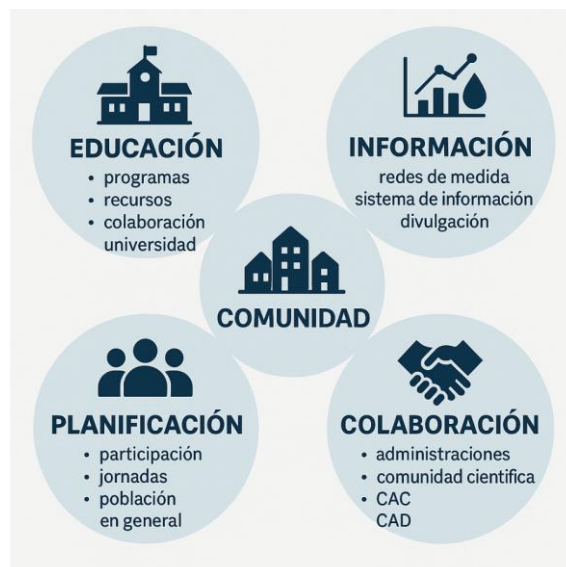 EDUCACIÓN
• programas
• recursos
• colaboración
universidad
INFORMACIÓN
redes de medida
sistema de información
divulgación
COMUNIDAD
PLANIFICACIÓN
• participación
• jornadas
• población
en general
COLABORACIÓN
• administraciones
• comunidad cientifica
• CAC
CAD